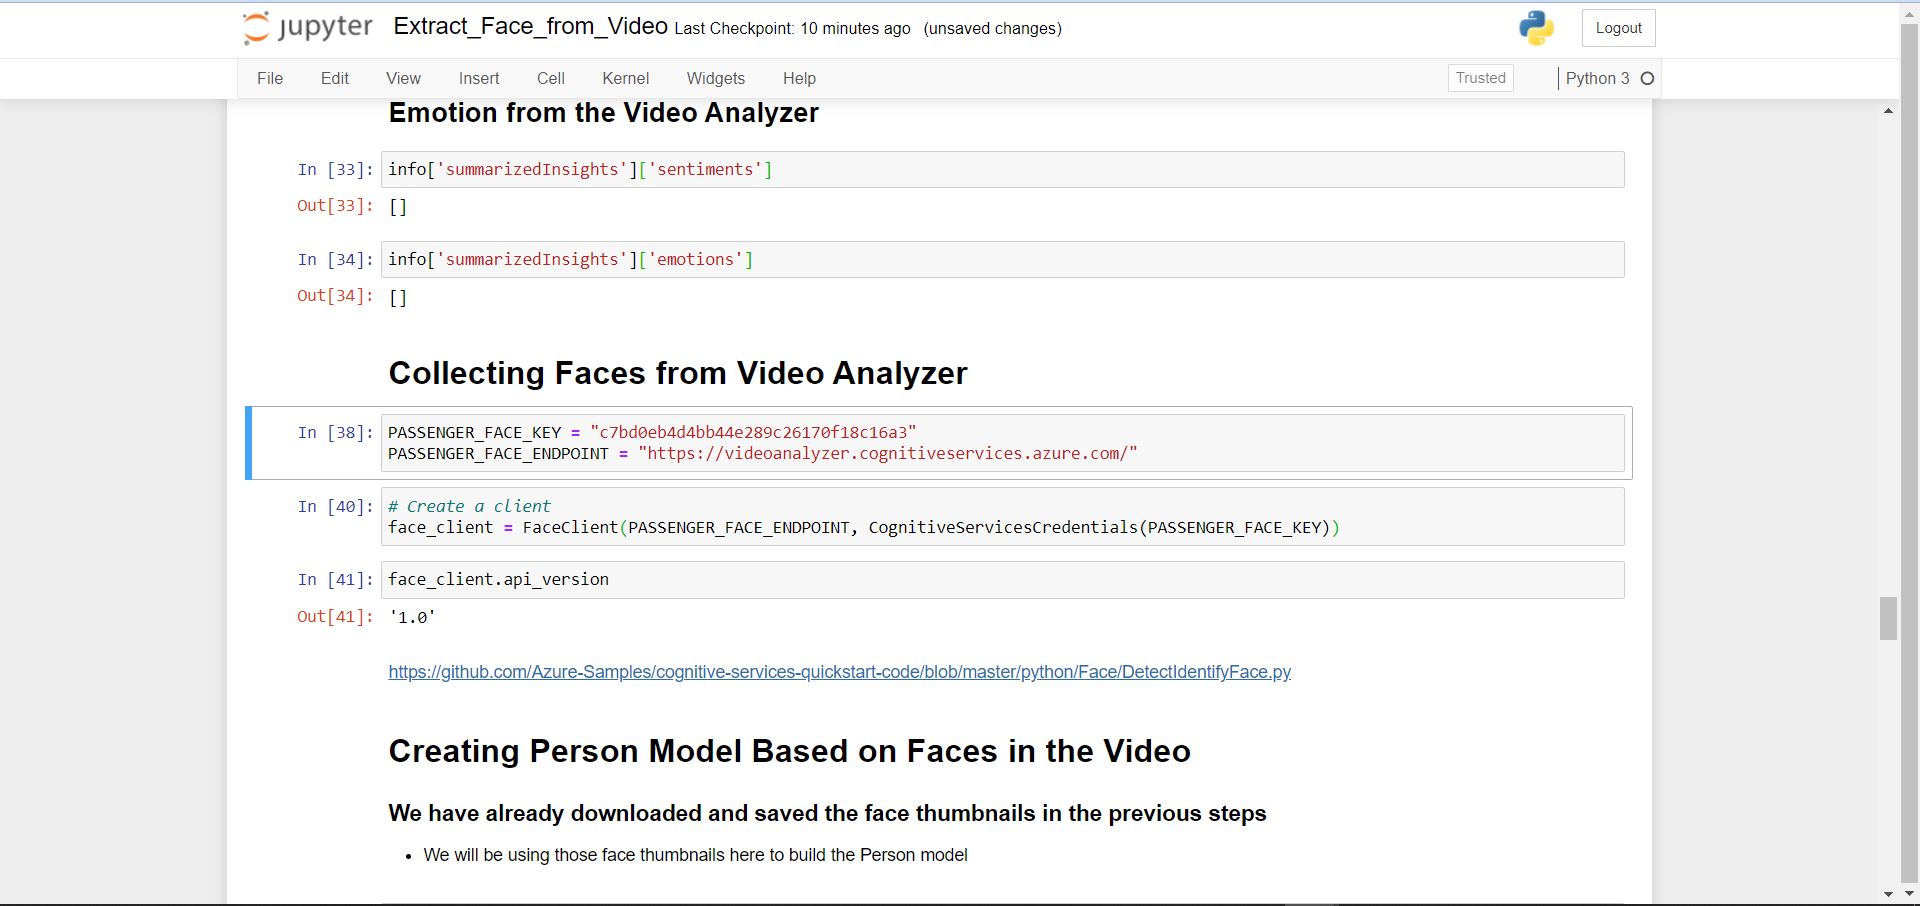 jupyter Extract_Face_from_Video Last Checkpoint: 10 minutes ago (unsaved changes) Logout
File Edit View Insert Cell Kernel Widgets Help Trusted Python 3
Emotion from the Video Analyzer
In [33]: info['summarizedInsights']['sentiments']
Out[33]: []
In [34]: info['summarizedInsights']['emotions']
Out[34]: []
Collecting Faces from Video Analyzer
In [38]: PASSENGER_FACE_KEY = "c7bd0eb4d4bb44e289c26170f18c16a3"
PASSENGER_FACE_ENDPOINT = "https://videoanalyzer.cognitiveservices.azure.com/"
In [40]: # Create a client
face_client = FaceClient(PASSENGER_FACE_ENDPOINT, CognitiveServicesCredentials(PASSENGER_FACE_KEY))
In [41]: face_client.api_version
Out[41]: '1.0'
https://github.com/Azure-Samples/cognitive-services-quickstart-code/blob/master/python/Face/DetectIdentifyFace.py
Creating Person Model Based on Faces in the Video
We have already downloaded and saved the face thumbnails in the previous steps
• We will be using those face thumbnails here to build the Person model